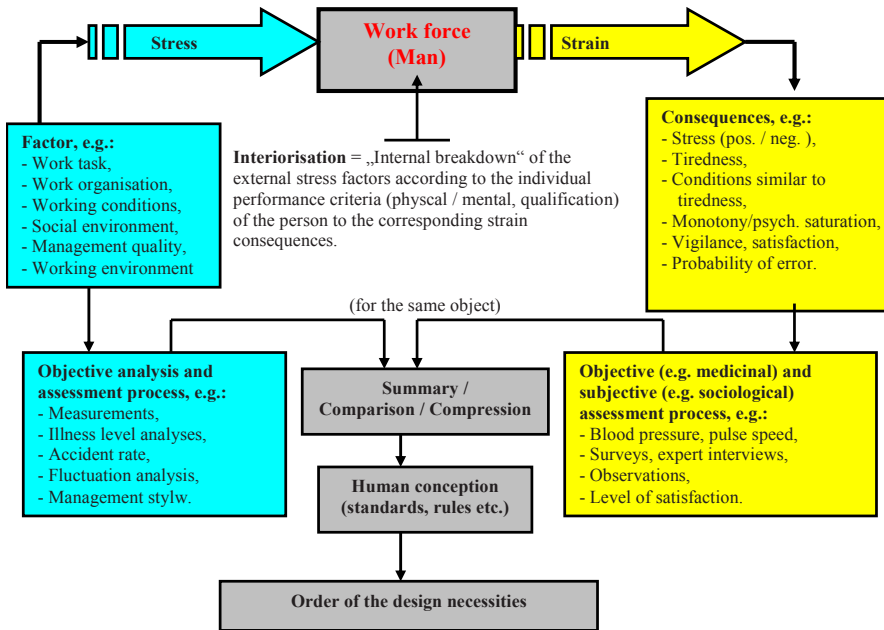 Stress
Work force
(Man)
Strain
Factor, e.g.:
- Work task,
- Work organisation,
- Working conditions,
- Social environment,
- Management quality,
- Working environment
Interiorisation = „Internal breakdown“ of the
external stress factors according to the individual
performance criteria (physcal / mental, qualification)
of the person to the corresponding strain
consequences.
Consequences, e.g.:
- Stress (pos. / neg. ),
- Tiredness,
- Conditions similar to
tiredness,
- Monotony/psych. saturation,
- Vigilance, satisfaction,
- Probability of error.
(for the same object)
Objective analysis and
assessment process, e.g.:
- Measurements,
- Illness level analyses,
- Accident rate,
- Fluctuation analysis,
- Management stylw.
Summary /
Comparison / Compression
Objective (e.g. medicinal) and
subjective (e.g. sociological)
assessment process, e.g.:
- Blood pressure, pulse speed,
- Surveys, expert interviews,
- Observations,
- Level of satisfaction.
Human conception
(standards, rules etc.)
Order of the design necessities